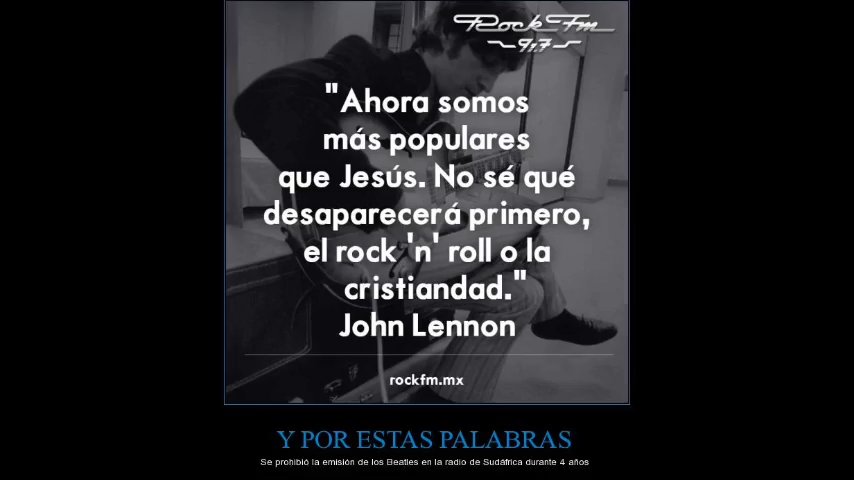 Rock Fm
97.7
"Ahora somos
más populares
que Jesús. No sé qué
desaparecerá primero,
el rock 'n' roll o la
cristiandad."
John Lennon
rockfm.mx
Y POR ESTAS PALABRAS
Se prohibió la emisión de los Beatles en la radio de Sudáfrica durante 4 años